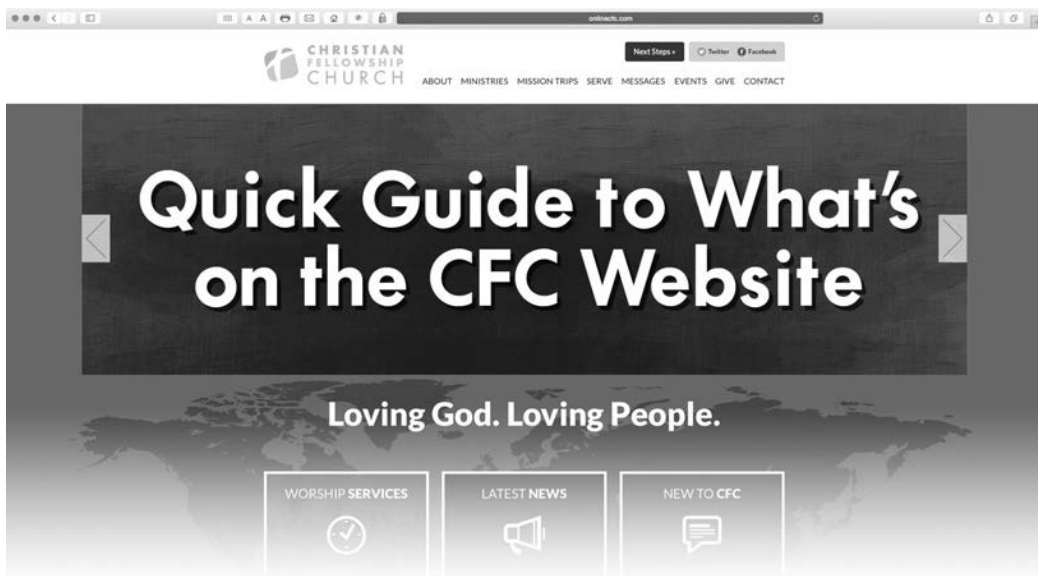 onlinecfc.com
A A
CHRISTIAN
FELLOWSHIP
CHURCH
Next Steps »
Twitter
Facebook
ABOUT MINISTRIES MISSION TRIPS SERVE MESSAGES EVENTS GIVE CONTACT
Quick Guide to What's
on the CFC Website
Loving God. Loving People.
WORSHIP SERVICES
LATEST NEWS
NEW TO CFC